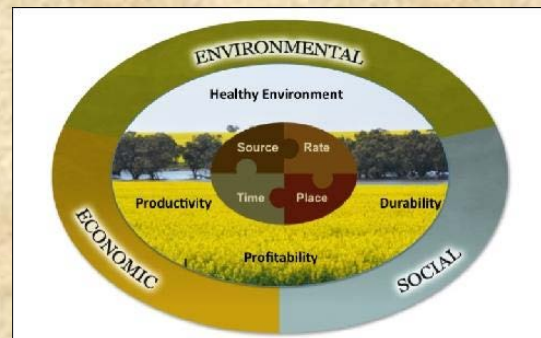 ENVIRONMENTAL
Healthy Environment
Source Rate
Time Place
Productivity Durability
Profitability
ECONOMIC SOCIAL